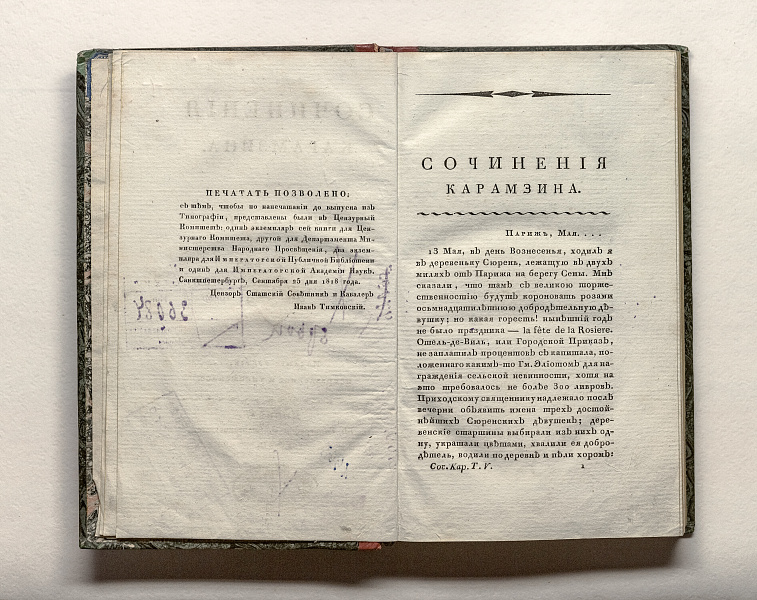 ПЕЧАТАТЬ ПОЗВОЛЕНО:
съ тѣмъ, чтобы по напечатаніи до выпуска изъ
Типографіи, представлены были въ Цензурный
Комитетъ: одинъ экземпляръ сей книги для Цен-
зурнаго Комитета, другой для Департамента Ми-
нистерства Народнаго Просвѣщенія, два экзем-
пляра для Императорской Публичной Библіотеки
и одинъ для Императорской Академіи Наукъ.
Санктпетербургъ, Сентября 25 дня 1818 года.
Цензоръ Статскій Совѣтникъ и Кавалеръ
Иванъ Тимковскій.
СОЧИНЕНІЯ
КАРАМЗИНА.
Парижъ, Мая. . . .
13 Мая, въ день Вознесенья, ходилъ я
въ деревеньку Сюрень, лежащую въ двухъ
миляхъ отъ Парижа на берегу Сены. Мнѣ
сказали, что тамъ съ великою торже-
ственностію будутъ короновать розами
осьмнадцатилѣтнюю добродѣтельную дѣ-
вушку; но какая горесть! нынѣшній годъ
не было праздника — la fête de la Rosiere.
Отель-де-Виль, или Городской Приказъ,
не заплатилъ процентовъ съ капитала, по-
ложеннаго какимъ-то Гм. Эліотомъ для на-
гражденія сельской невинности, хотя на
это требовалось не болѣе 300 ливровъ.
Приходскому священнику надлежало послѣ
вечерни объявить имена трехъ достой-
нѣйшихъ Сюренскихъ дѣвушекъ; дере-
венскіе старшины выбирали изъ нихъ од-
ну, украшали цвѣтами, хвалили ея добро-
дѣтель, водили по деревнѣ и пѣли хоромъ:
Соч. Кар. Т. V. 1